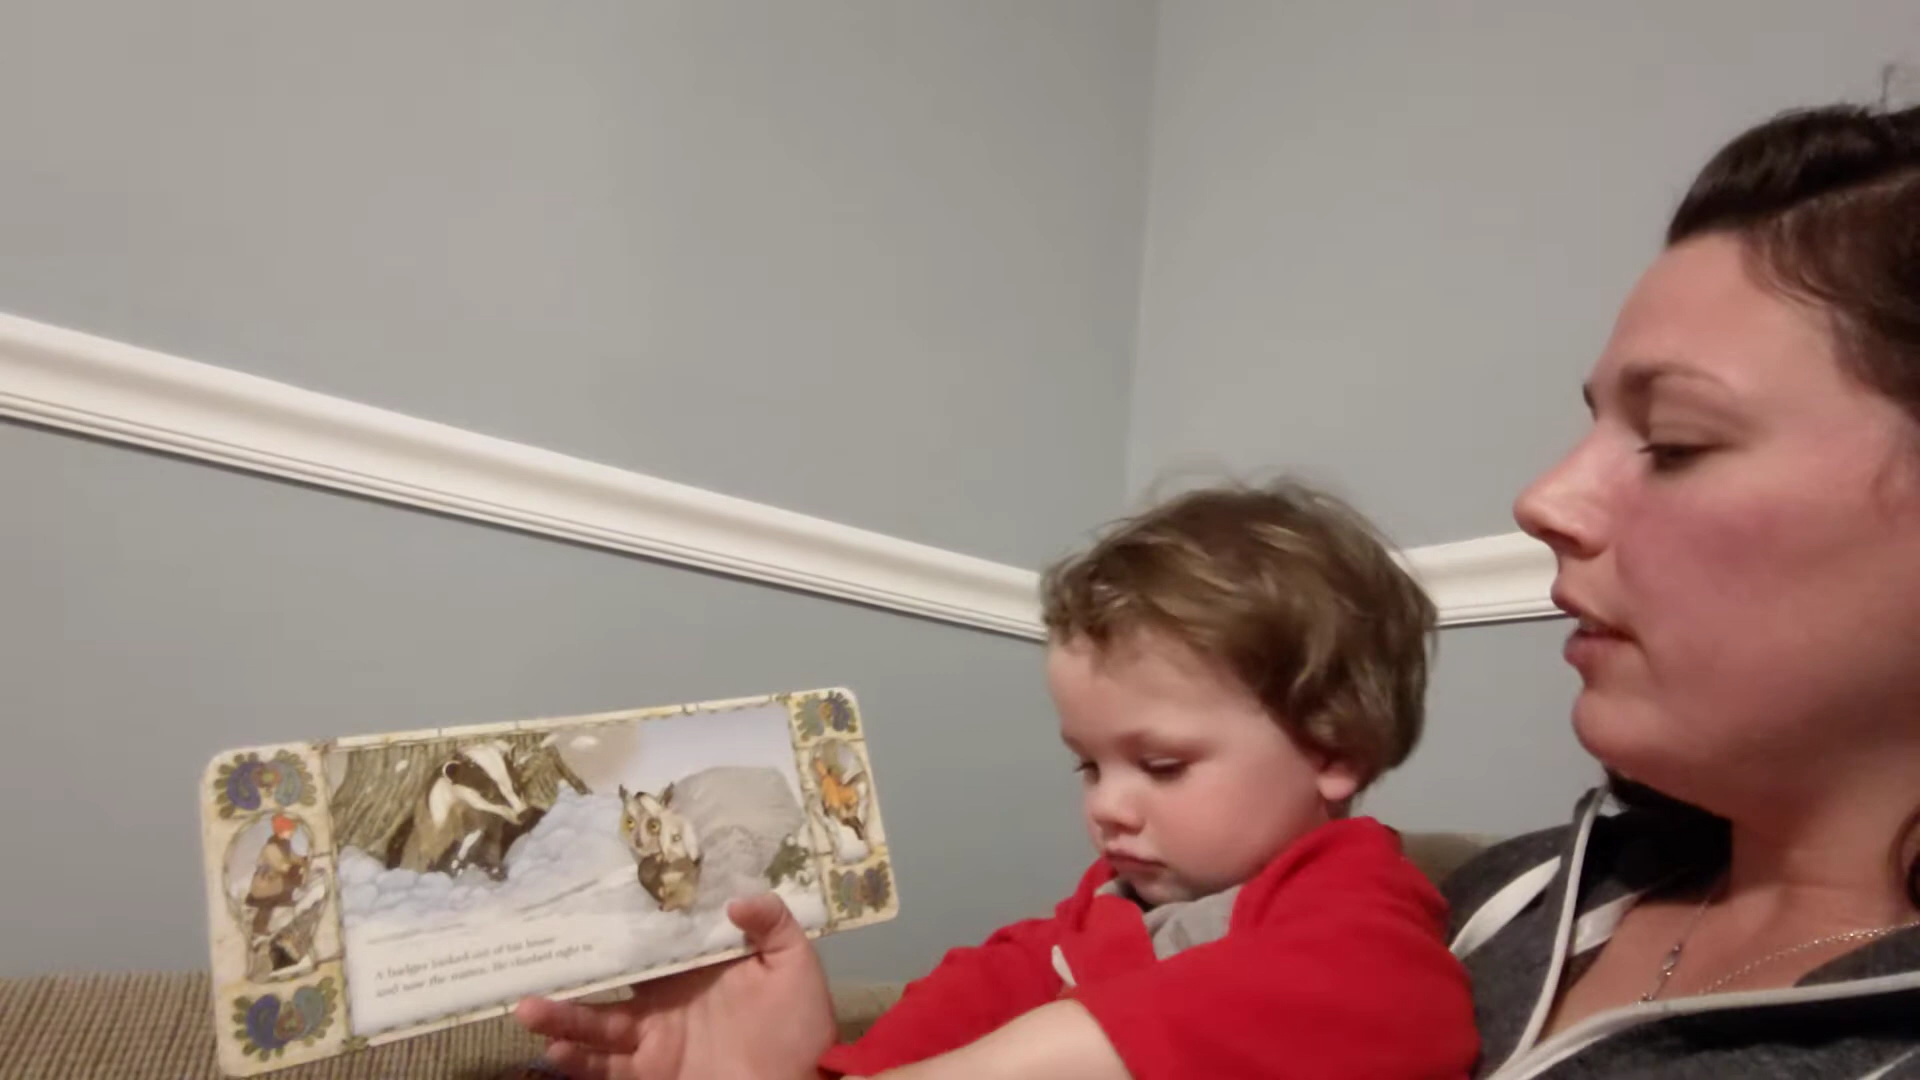 A badger looked out of his house
and saw the mitten. He climbed right in